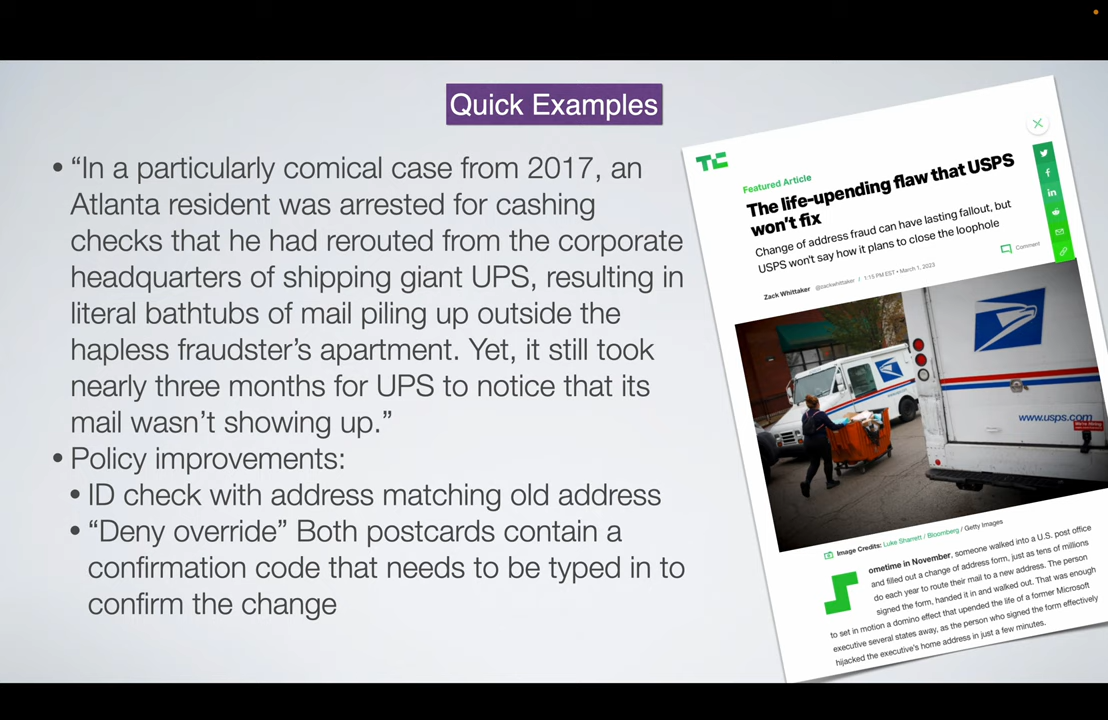 Quick Examples
• “In a particularly comical case from 2017, an
Atlanta resident was arrested for cashing
checks that he had rerouted from the corporate
headquarters of shipping giant UPS, resulting in
literal bathtubs of mail piling up outside the
hapless fraudster’s apartment. Yet, it still took
nearly three months for UPS to notice that its
mail wasn’t showing up.”
• Policy improvements:
• ID check with address matching old address
• “Deny override” Both postcards contain a
confirmation code that needs to be typed in to
confirm the change
TC
Featured Article
The life-upending flaw that USPS
won’t fix
Change of address fraud can have lasting fallout, but
USPS won’t say how it plans to close the loophole
Zack Whittaker @zackwhittaker / 1:15 PM EST • March 1, 2023
Comment
www.usps.com
Image Credits: Luke Sharrett / Bloomberg / Getty Images
ometime in November, someone walked into a U.S. post office
and filled out a change of address form, just as tens of millions
do each year to route their mail to a new address. The person
signed the form, handed it in and walked out. That was enough
to set in motion a domino effect that upended the life of a former Microsoft
executive several states away, as the person who signed the form effectively
hijacked the executive’s home address in just a few minutes.